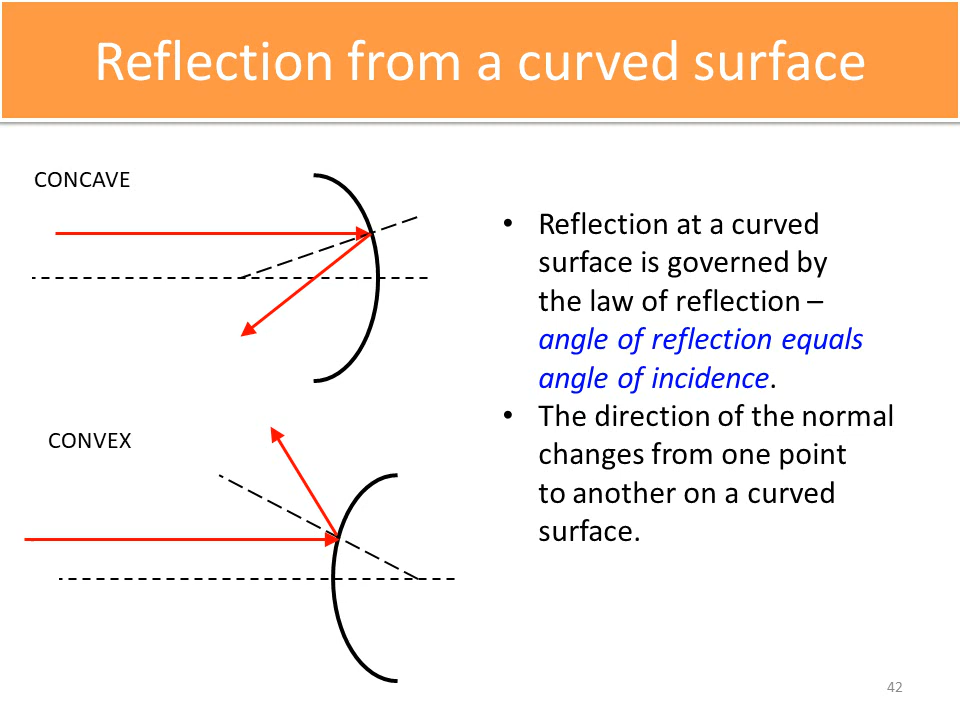 Reflection from a curved surface
CONCAVE
• Reflection at a curved
surface is governed by
the law of reflection –
angle of reflection equals
angle of incidence.
• The direction of the normal
changes from one point
to another on a curved
surface.
CONVEX
42